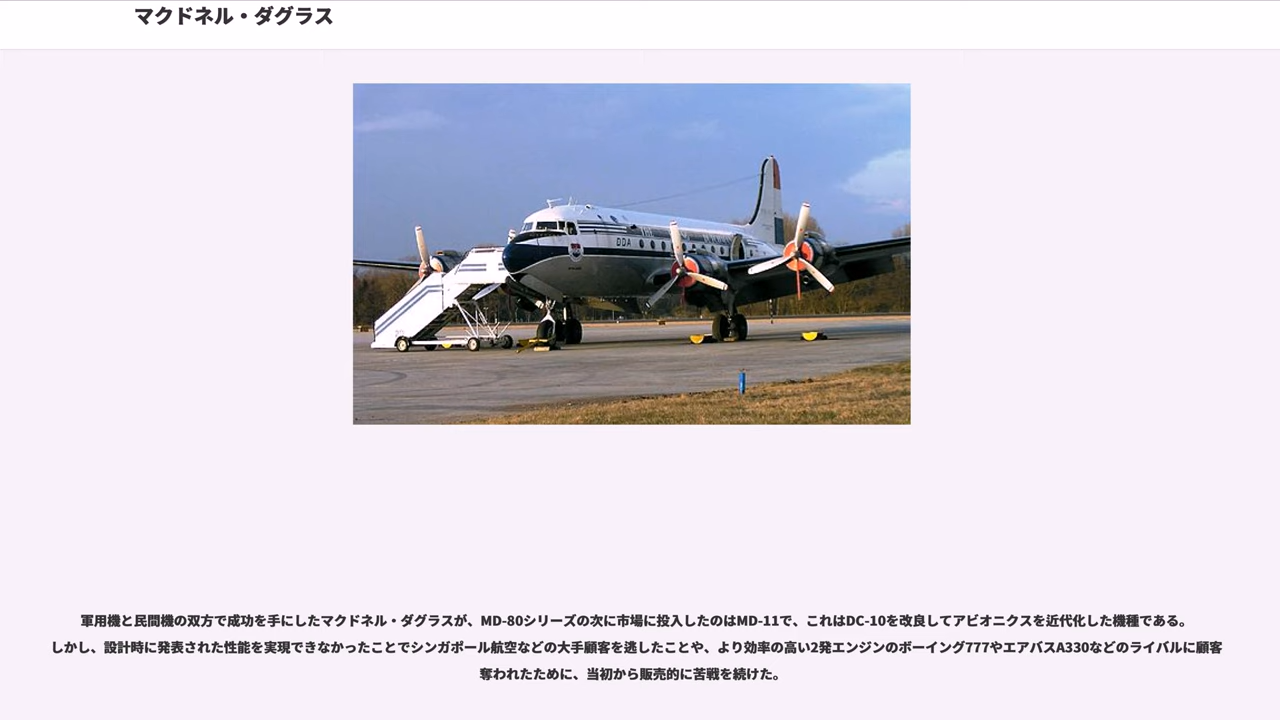 マクドネル・ダグラス
DDA
軍用機と民間機の双方で成功を手にしたマクドネル・ダグラスが、MD-80シリーズの次に市場に投入したのはMD-11で、これはDC-10を改良してアビオニクスを近代化した機種である。
しかし、設計時に発表された性能を実現できなかったことでシンガポール航空などの大手顧客を逃したことや、より効率の高い2発エンジンのボーイング777やエアバスA330などのライバルに顧客
奪われたために、当初から販売的に苦戦を続けた。